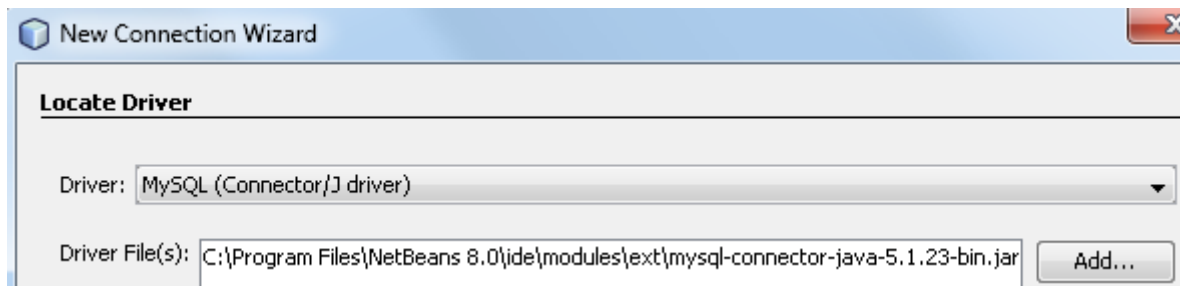 New Connection Wizard
Locate Driver
Driver: MySQL (Connector/J driver)
Driver File(s): C:\Program Files\NetBeans 8.0\ide\modules\ext\mysql-connector-java-5.1.23-bin.jar Add...